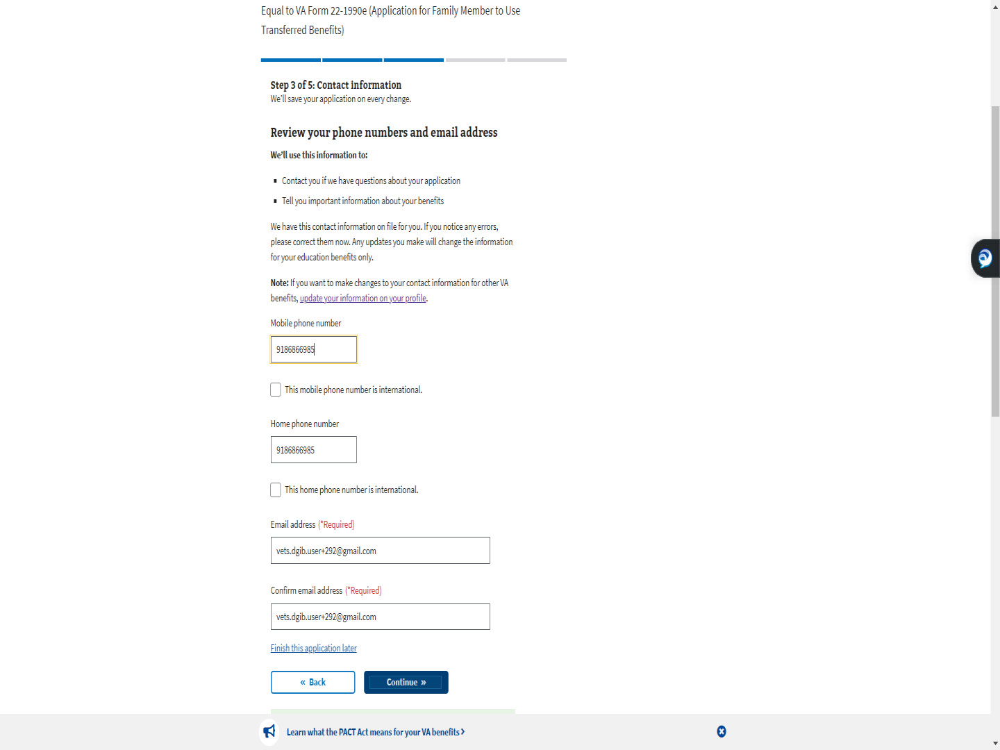 Equal to VA Form 22-1990e (Application for Family Member to Use
Transferred Benefits)
Step 3 of 5: Contact information
We'll save your application on every change.
Review your phone numbers and email address
We'll use this information to:
Contact you if we have questions about your application
Tell you important information about your benefits
We have this contact information on file for you. If you notice any errors,
please correct them now. Any updates you make will change the information
for your education benefits only.
Note: If you want to make changes to your contact information for other VA
benefits, update your information on your profile.
Mobile phone number
9186866985
This mobile phone number is international.
Home phone number
9186866985
This home phone number is international.
Email address (*Required)
vets.dgib.user+292@gmail.com
Confirm email address (*Required)
vets.dgib.user+292@gmail.com
Finish this application later
« Back
Continue »
Learn what the PACT Act means for your VA benefits ›